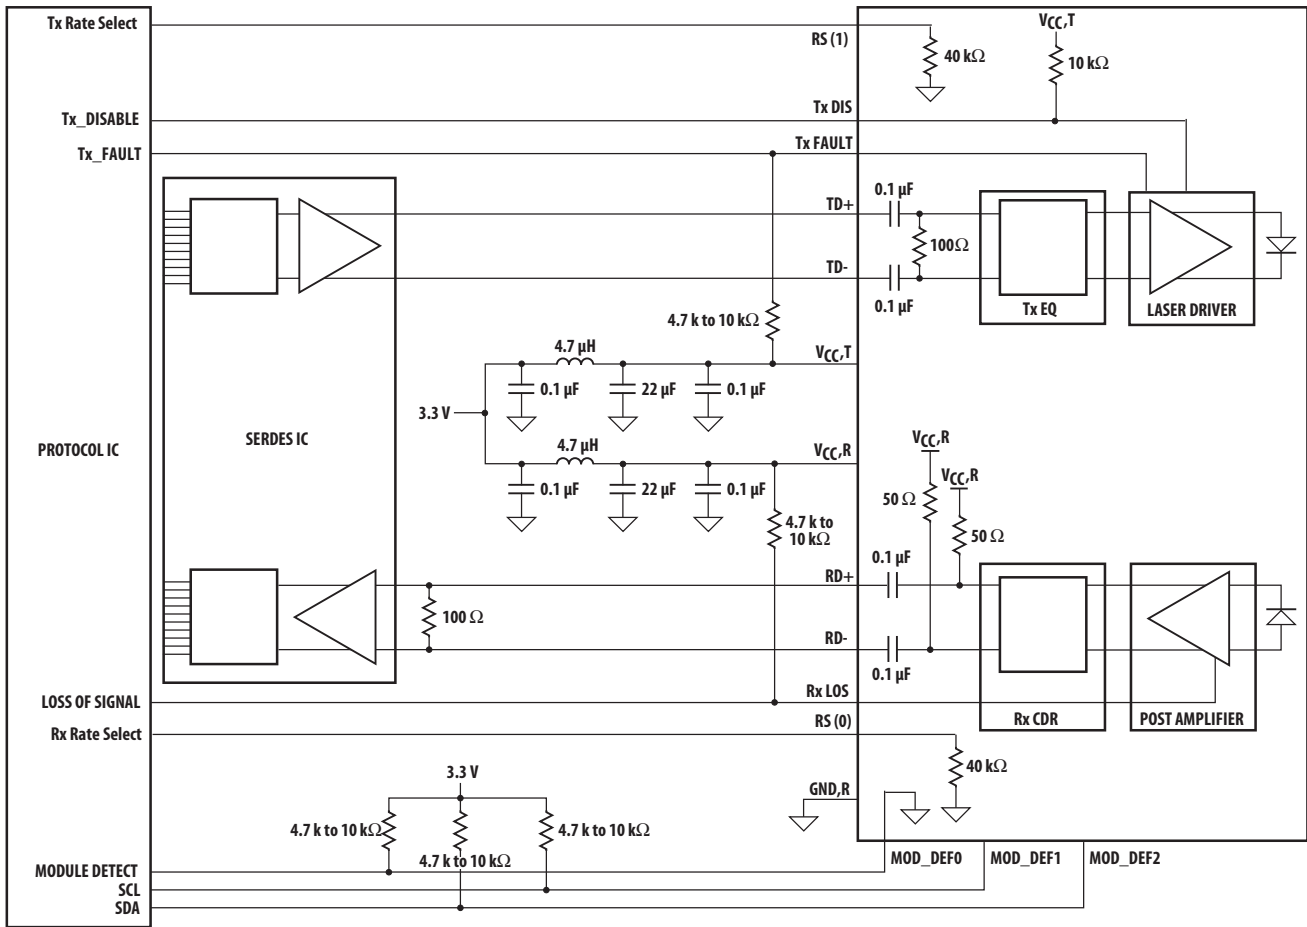 Tx Rate Select
RS (1)
40 kΩ
VCC,T
10 kΩ
Tx_DISABLE
Tx DIS
Tx_FAULT
Tx FAULT
0.1 µF
TD+
100Ω
TD-
0.1 µF
Tx EQ
LASER DRIVER
4.7 k to 10 kΩ
4.7 µH
VCC,T
0.1 µF
22 µF
0.1 µF
3.3 V
PROTOCOL IC
SERDES IC
4.7 µH
VCC,R
0.1 µF
22 µF
0.1 µF
4.7 k to
10 kΩ
VCC,R
VCC,R
50 Ω
50 Ω
0.1 µF
RD+
100 Ω
RD-
0.1 µF
Rx CDR
POST AMPLIFIER
LOSS OF SIGNAL
Rx LOS
Rx Rate Select
RS (0)
40 kΩ
3.3 V
GND,R
4.7 k to 10 kΩ
4.7 k to 10 kΩ
4.7 k to 10 kΩ
MODULE DETECT
MOD_DEF0
MOD_DEF1
MOD_DEF2
SCL
SDA